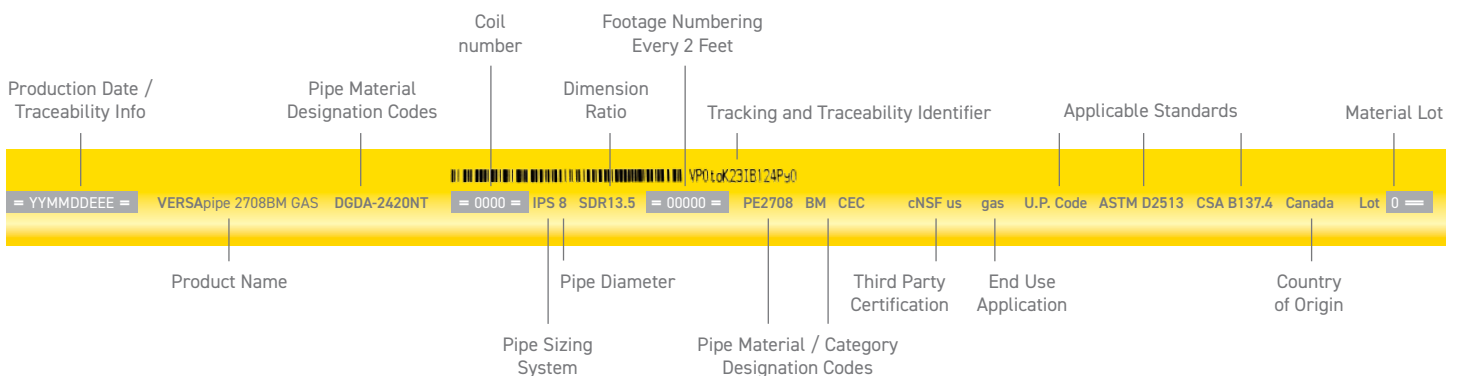 Coil
number
Footage Numbering
Every 2 Feet
Production Date /
Traceability Info
Pipe Material
Designation Codes
Dimension
Ratio
Tracking and Traceability Identifier
Applicable Standards
Material Lot
VP0toK23IB124Py0
= YYMMDDEEE = VERSApipe 2708BM GAS DGDA-2420NT = 0000 = IPS 8 SDR13.5 = 00000 = PE2708 BM CEC cNSF us gas U.P. Code ASTM D2513 CSA B137.4 Canada Lot 0 ==
Product Name
Pipe Diameter
Third Party
Certification
End Use
Application
Country
of Origin
Pipe Sizing
System
Pipe Material / Category
Designation Codes